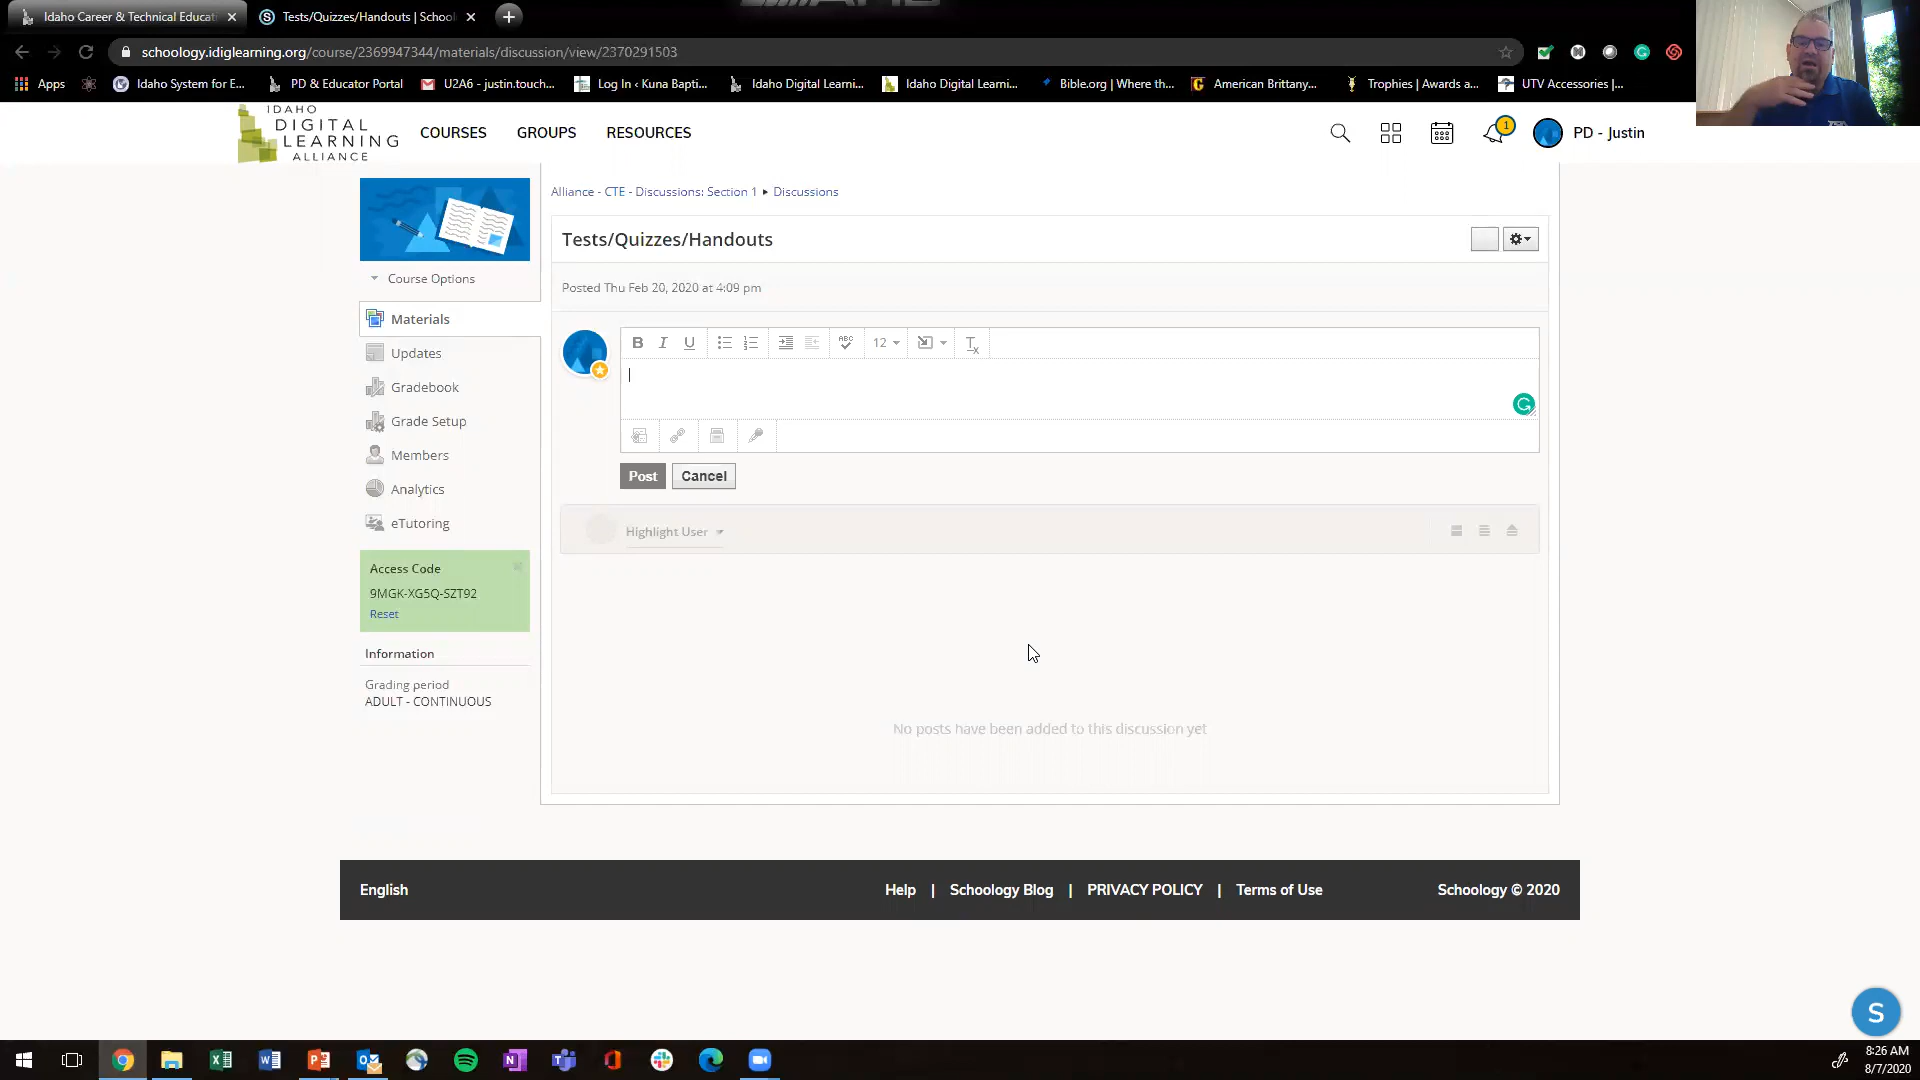 Idaho Career & Technical Educati
Tests/Quizzes/Handouts | Schoolo
schoology.idiglearning.org/course/2369947344/materials/discussion/view/2370291503
Apps
Idaho System for E...
PD & Educator Portal
U2A6 - justin.touch...
Log In ‹ Kuna Bapti...
Idaho Digital Learni...
Idaho Digital Learni...
Bible.org | Where th...
American Brittany...
Trophies | Awards a...
UTV Accessories |...
IDAHO
DIGITAL
LEARNING
ALLIANCE
COURSES
GROUPS
RESOURCES
1
PD - Justin
Alliance - CTE - Discussions: Section 1 ▸ Discussions
Course Options
Materials
Updates
Gradebook
Grade Setup
Members
Analytics
eTutoring
Access Code
9MGK-XG5Q-SZT92
Reset
Information
Grading period
ADULT - CONTINUOUS
Tests/Quizzes/Handouts
Posted Thu Feb 20, 2020 at 4:09 pm
B I U ABC 12 Tx
Post
Cancel
Highlight User
No posts have been added to this discussion yet
English
Help | Schoology Blog | PRIVACY POLICY | Terms of Use
Schoology © 2020
S
8:26 AM
8/7/2020